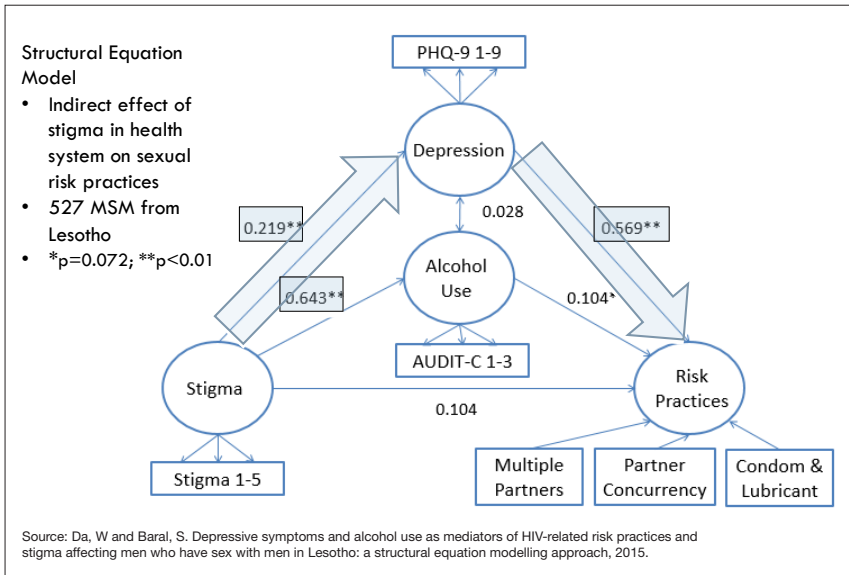 Structural Equation
Model
• Indirect effect of
stigma in health
system on sexual
risk practices
• 527 MSM from
Lesotho
• *p=0.072; **p<0.01
PHQ-9 1-9
Depression
0.219**
0.028
0.569**
Alcohol
Use
0.643**
0.104*
AUDIT-C 1-3
Stigma
0.104
Risk
Practices
Stigma 1-5
Multiple
Partners
Partner
Concurrency
Condom &
Lubricant
Source: Da, W and Baral, S. Depressive symptoms and alcohol use as mediators of HIV-related risk practices and
stigma affecting men who have sex with men in Lesotho: a structural equation modelling approach, 2015.